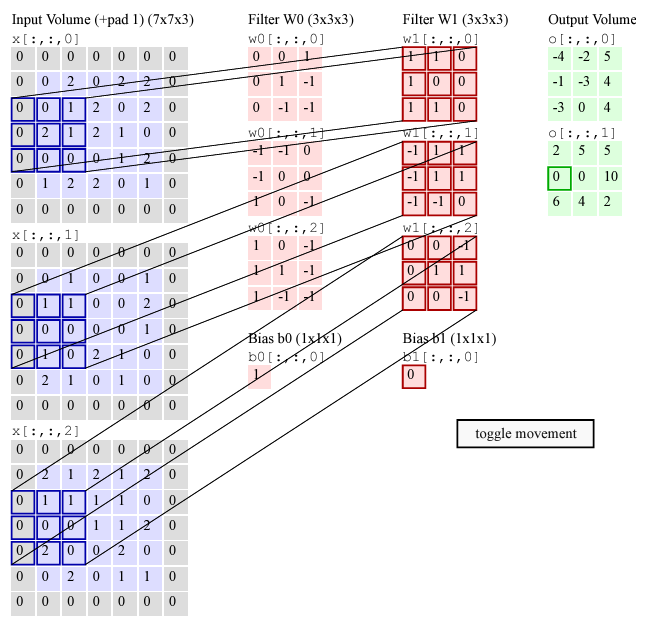 Input Volume (+pad 1) (7x7x3)
x[:,:,0]
0 0 0 0 0 0 0
0 0 2 0 2 2 0
0 0 1 2 0 2 0
0 2 1 2 1 0 0
0 0 0 0 1 2 0
0 1 2 2 0 1 0
0 0 0 0 0 0 0
x[:,:,1]
0 0 0 0 0 0 0
0 0 1 0 0 1 0
0 1 1 0 0 2 0
0 0 0 0 0 1 0
0 1 0 2 1 0 0
0 2 1 0 1 0 0
0 0 0 0 0 0 0
x[:,:,2]
0 0 0 0 0 0 0
0 2 1 2 1 2 0
0 1 1 1 1 0 0
0 0 0 1 1 2 0
0 2 0 0 2 0 0
0 0 2 0 1 1 0
0 0 0 0 0 0 0
Filter W0 (3x3x3)
w0[:,:,0]
0 0 1
0 1 -1
0 -1 -1
w0[:,:,1]
-1 -1 0
-1 0 0
1 0 -1
w0[:,:,2]
1 0 -1
1 1 -1
1 -1 -1
Bias b0 (1x1x1)
b0[:,:,0]
1
Filter W1 (3x3x3)
w1[:,:,0]
1 1 0
1 0 0
1 1 0
w1[:,:,1]
-1 1 1
-1 1 1
-1 -1 0
w1[:,:,2]
0 0 -1
0 1 1
0 0 -1
Bias b1 (1x1x1)
b1[:,:,0]
0
Output Volume
o[:,:,0]
-4 -2 5
-1 -3 4
-3 0 4
o[:,:,1]
2 5 5
0 0 10
6 4 2
toggle movement